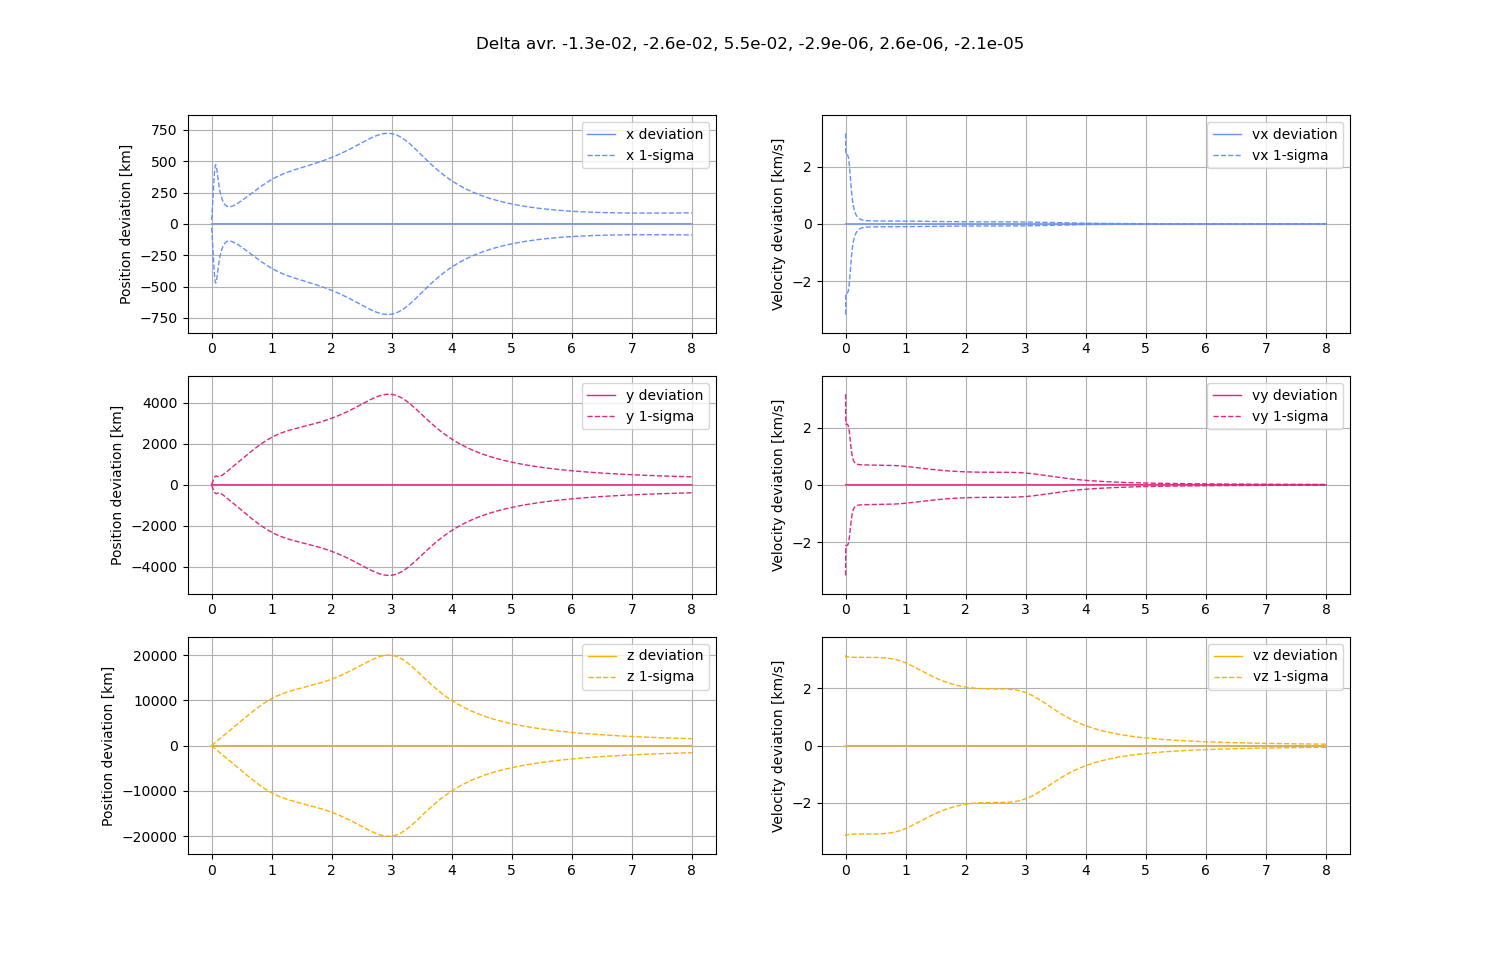 Delta avr. -1.3e-02, -2.6e-02, 5.5e-02, -2.9e-06, 2.6e-06, -2.1e-05
Position deviation [km]
750
500
250
0
−250
−500
−750
0 1 2 3 4 5 6 7 8
x deviation
x 1-sigma
Velocity deviation [km/s]
2
0
−2
0 1 2 3 4 5 6 7 8
vx deviation
vx 1-sigma
Position deviation [km]
4000
2000
0
−2000
−4000
0 1 2 3 4 5 6 7 8
y deviation
y 1-sigma
Velocity deviation [km/s]
2
0
−2
0 1 2 3 4 5 6 7 8
vy deviation
vy 1-sigma
Position deviation [km]
20000
10000
0
−10000
−20000
0 1 2 3 4 5 6 7 8
z deviation
z 1-sigma
Velocity deviation [km/s]
2
0
−2
0 1 2 3 4 5 6 7 8
vz deviation
vz 1-sigma